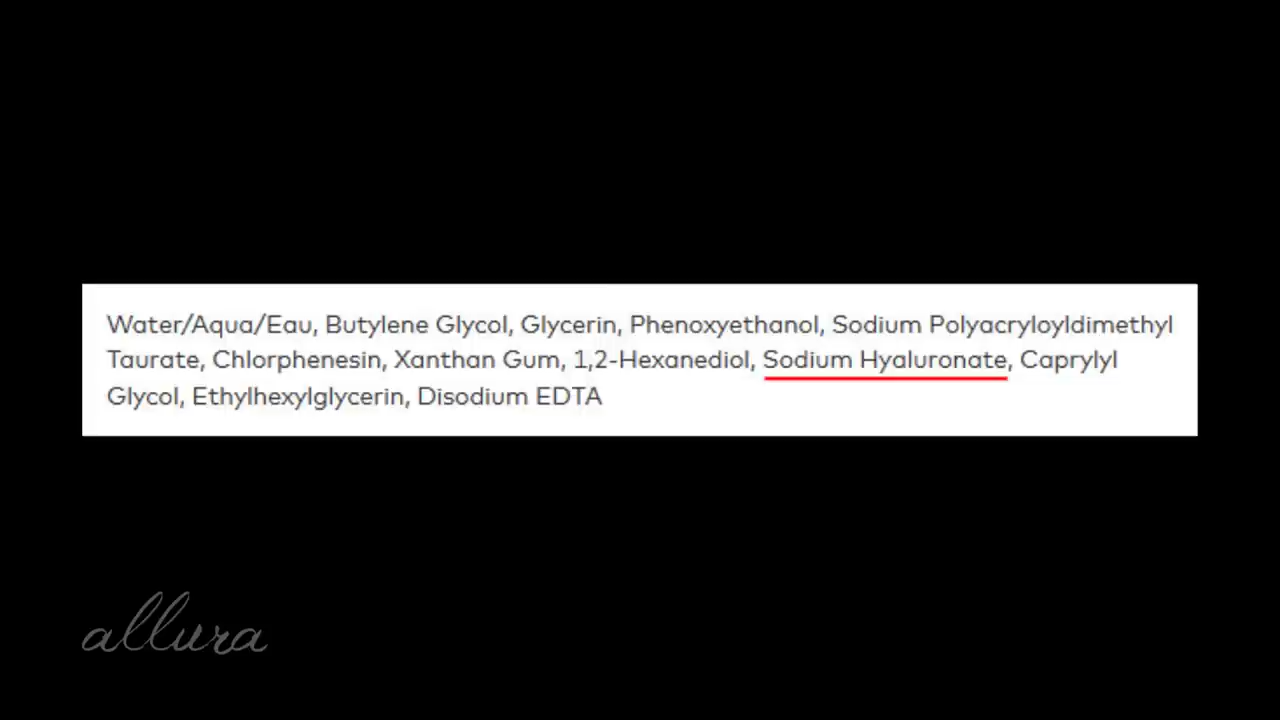 Water/Aqua/Eau, Butylene Glycol, Glycerin, Phenoxyethanol, Sodium Polyacryloyldimethyl
Taurate, Chlorphenesin, Xanthan Gum, 1,2-Hexanediol, Sodium Hyaluronate, Caprylyl
Glycol, Ethylhexylglycerin, Disodium EDTA
allura